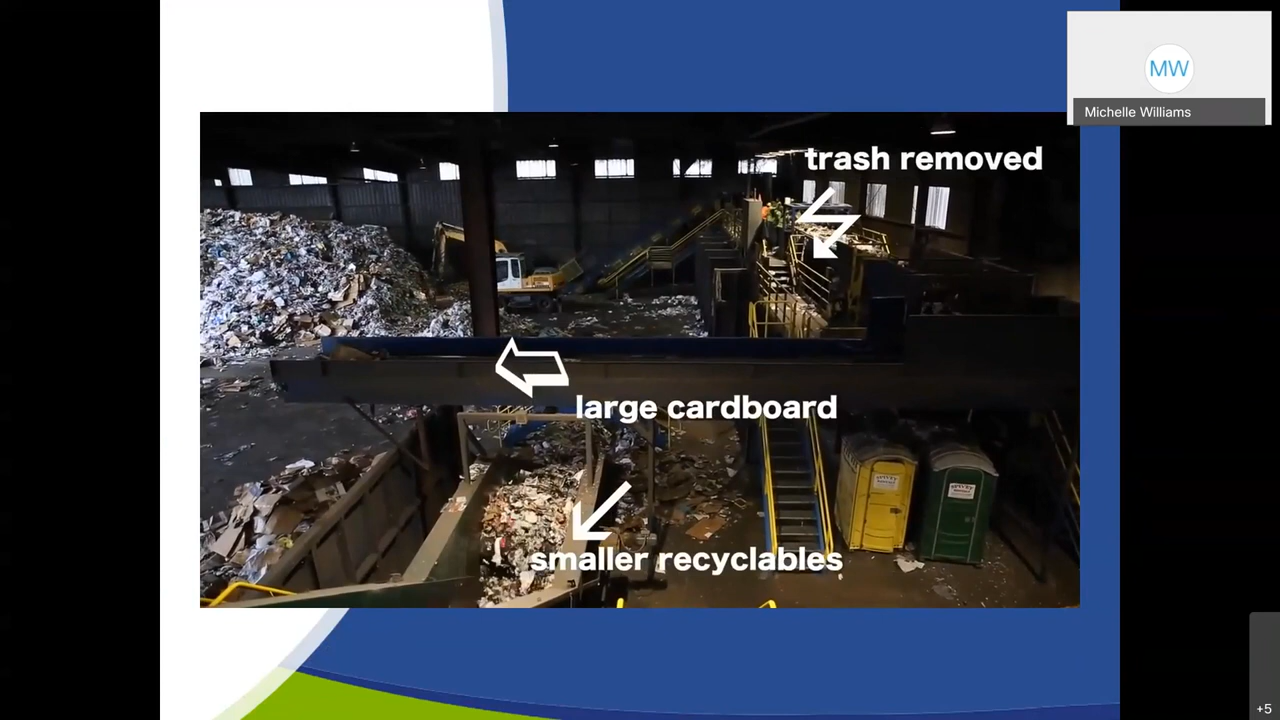 MW
Michelle Williams
trash removed
large cardboard
smaller recyclables
+5